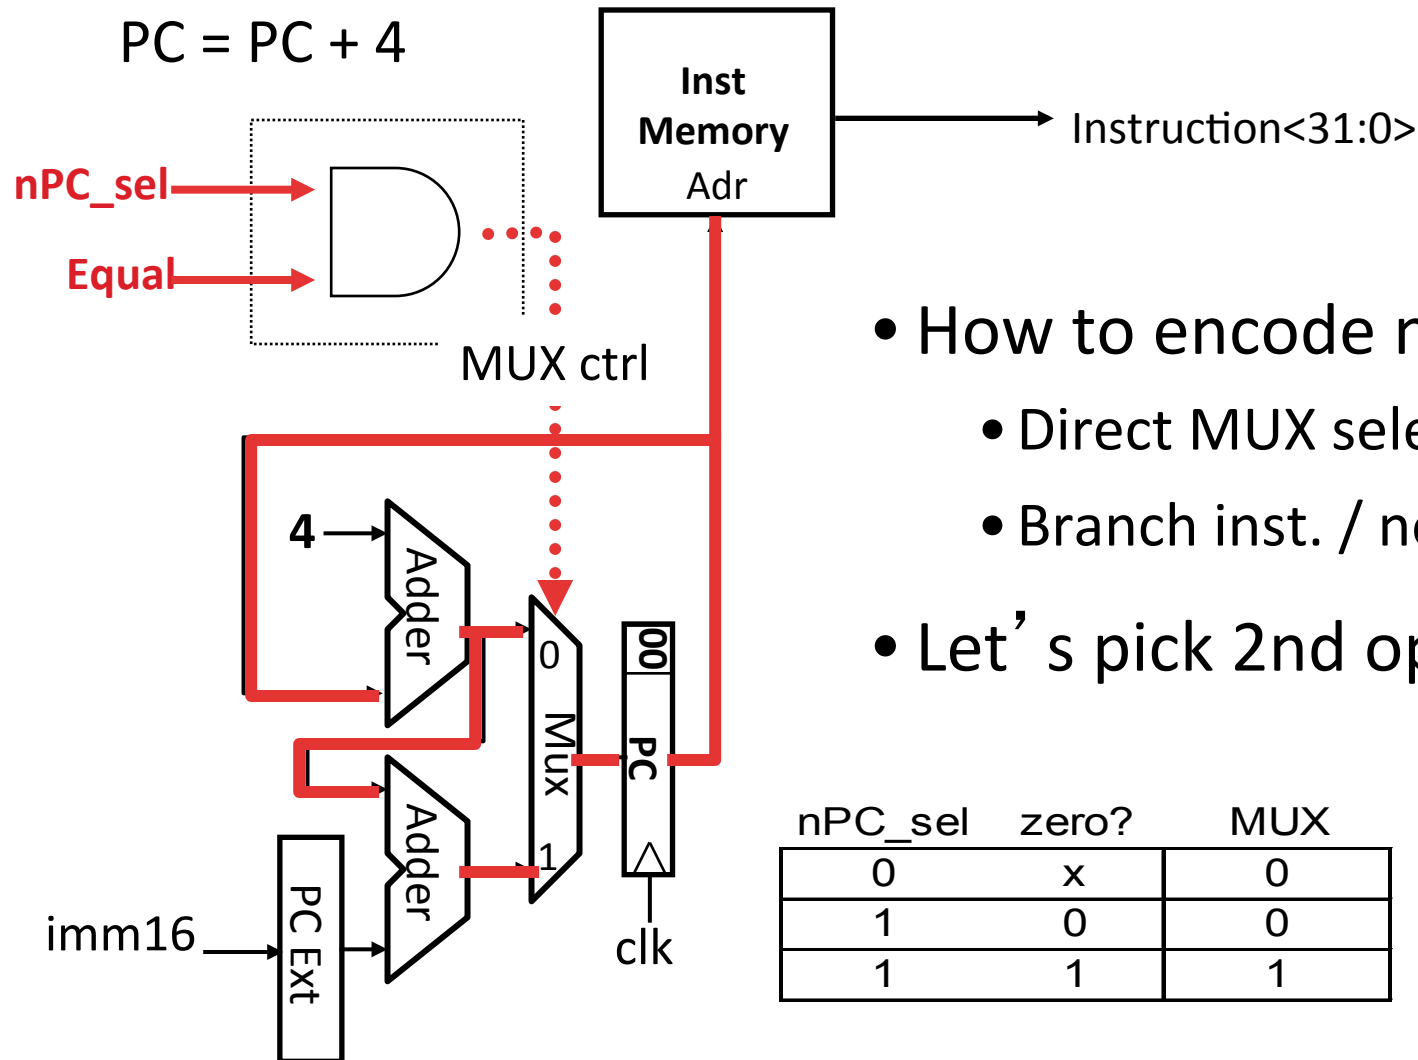 PC = PC + 4
Inst
Memory
Adr
Instruction<31:0>
nPC_sel
Equal
MUX ctrl
• How to encode
• Direct MUX
• Branch inst. /
• Let’s pick 2nd
4
Adder
0
Mux
1
00
PC
Adder
imm16
PC Ext
clk
nPC_sel zero? MUX
0 x 0
1 0 0
1 1 1